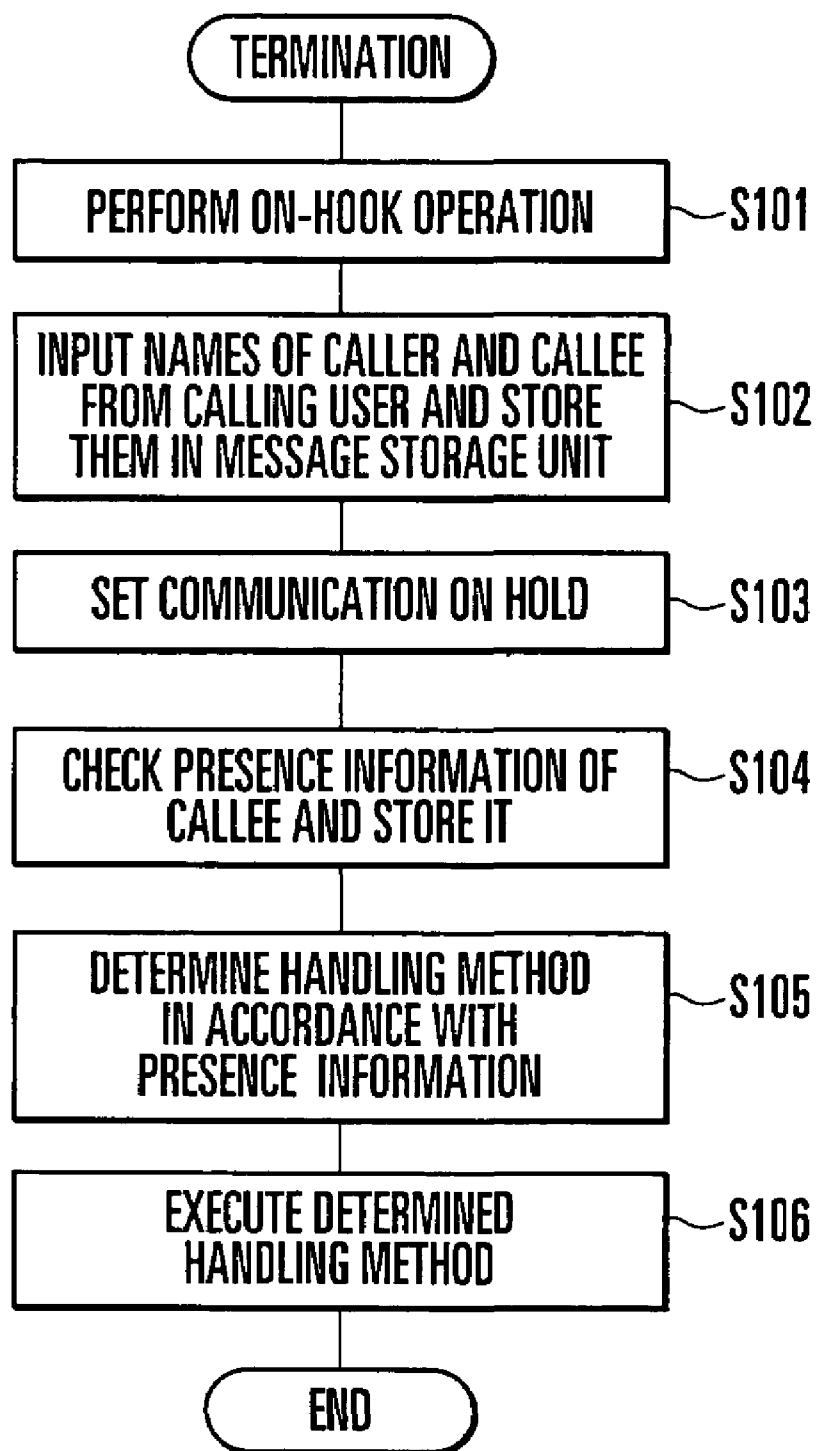 TERMINATION
PERFORM ON-HOOK OPERATION
S101
INPUT NAMES OF CALLER AND CALLEE
FROM CALLING USER AND STORE
THEM IN MESSAGE STORAGE UNIT
S102
SET COMMUNICATION ON HOLD
S103
CHECK PRESENCE INFORMATION OF
CALLEE AND STORE IT
S104
DETERMINE HANDLING METHOD
IN ACCORDANCE WITH
PRESENCE INFORMATION
S105
EXECUTE DETERMINED
HANDLING METHOD
S106
END